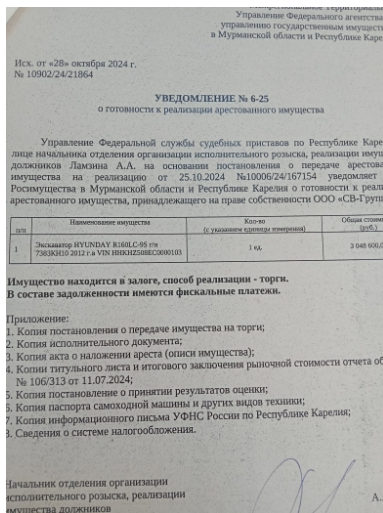 Управление Федерального агентства
управлению государственным имуществ
в Мурманской области и Республике Каре
Исх. от «28» октября 2024 г.
№ 10902/24/21864
УВЕДОМЛЕНИЕ № 6-25
о готовности к реализации арестованного имущества
Управление Федеральной службы судебных приставов по Республике Каре
лице начальника отделения организации исполнительного розыска, реализации имущ
должников Ламзина А.А. на основании постановления о передаче арестова
имущества на реализацию от 25.10.2024 №10006/24/167154 уведомляет
Росимущества в Мурманской области и Республике Карелия о готовности к реали
арестованного имущества, принадлежащего на праве собственности ООО «СВ-Груп
п/п Наименование имущества Кол-во (с указанием единицы измерения) Общая стоимо (руб.)
1 Экскаватор HYUNDAY R160LC-9S г/н 7383КН10 2012 г.в VIN HHKHZ508EC0000103 1 ед. 3 048 600,0
Имущество находится в залоге, способ реализации - торги.
В составе задолженности имеются фискальные платежи.
Приложение:
1. Копия постановления о передаче имущества на торги;
2. Копия исполнительного документа;
3. Копия акта о наложении ареста (описи имущества);
4. Копии титульного листа и итогового заключения рыночной стоимости отчета об
№ 106/313 от 11.07.2024;
5. Копия постановление о принятии результатов оценки;
6. Копия паспорта самоходной машины и других видов техники;
7. Копия информационного письма УФНС России по Республике Карелия;
8. Сведения о системе налогообложения.
Начальник отделения организации
исполнительного розыска, реализации
имущества должников
А.